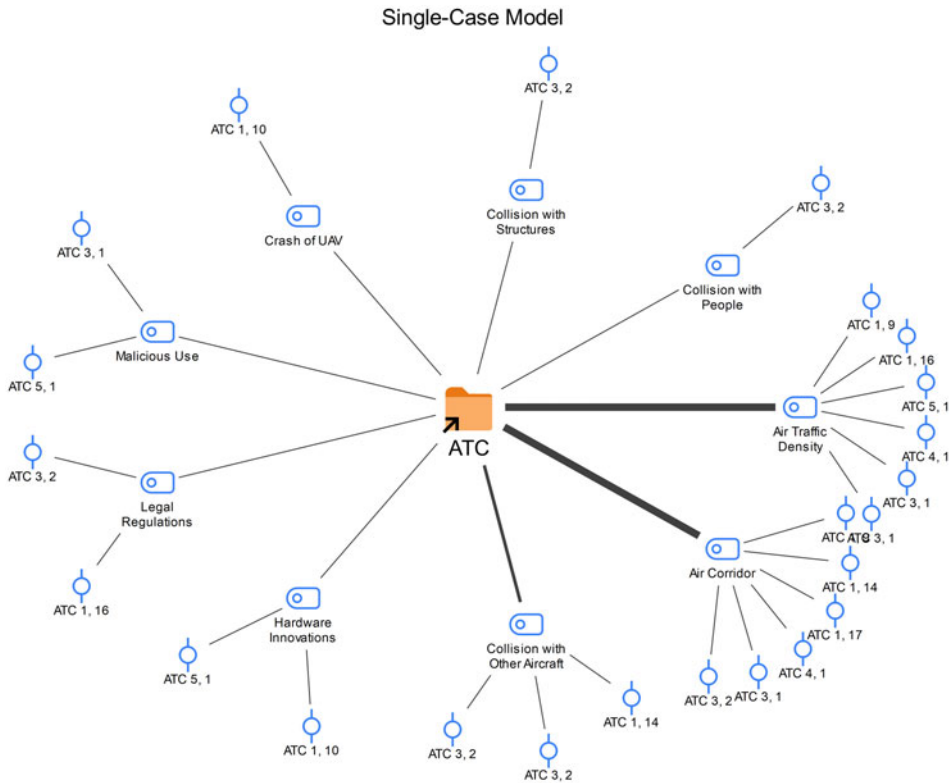 Single-Case Model
ATC 3, 2
ATC 1, 10
Collision with
Structures
ATC 3, 2
Crash of UAV
ATC 3, 1
Collision with
People
ATC 1, 9
Malicious Use
ATC 1, 16
ATC 5, 1
ATC 5, 1
ATC
Air Traffic
Density
ATC 4, 1
ATC 3, 2
ATC 3, 1
Legal
Regulations
ATC 3, 1
Air Corridor
ATC 1, 14
ATC 1, 16
Hardware
Innovations
ATC 1, 17
Collision with
Other Aircraft
ATC 4, 1
ATC 5, 1
ATC 3, 1
ATC 3, 2
ATC 1, 14
ATC 1, 10
ATC 3, 2
ATC 3, 2